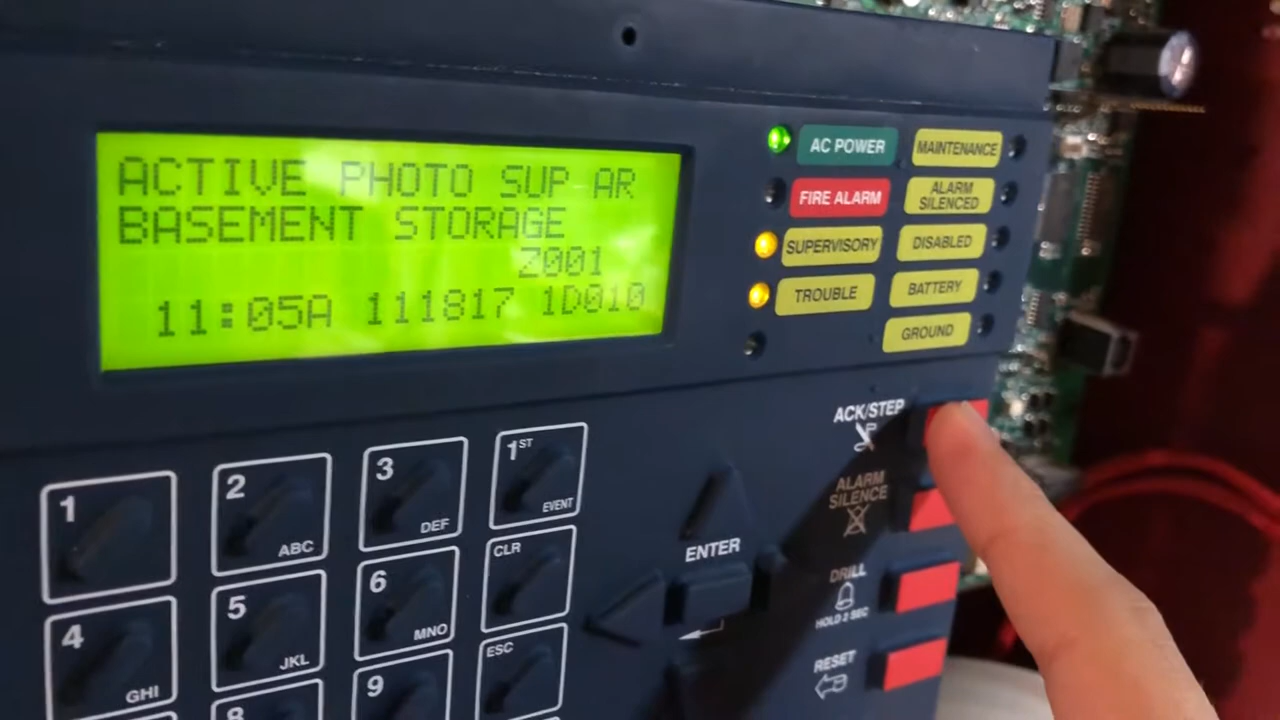 ACTIVE PHOTO SUP AR
BASEMENT STORAGE
Z001
11:05A 111817 1D010
AC POWER
FIRE ALARM
SUPERVISORY
TROUBLE
MAINTENANCE
ALARM
SILENCED
DISABLED
BATTERY
GROUND
ACK/STEP
ALARM
SILENCE
DRILL
HOLD 2 SEC
RESET
1
2
ABC
3
DEF
1ST
EVENT
4
GHI
5
JKL
6
MNO
CLR
8
9
ESC
ENTER